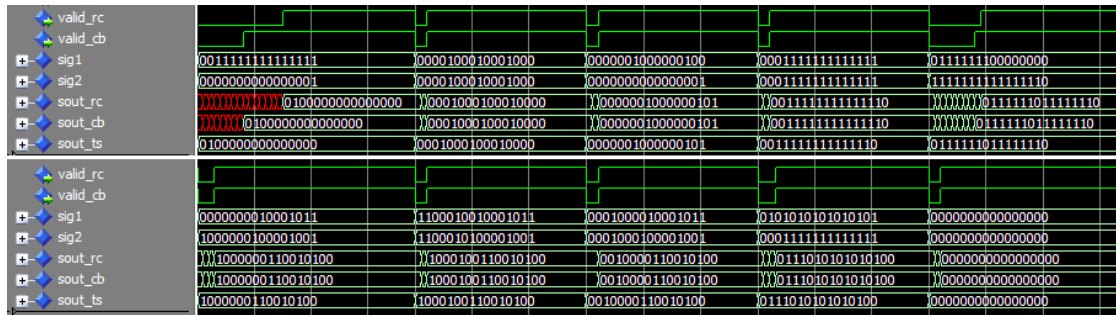 valid_rc
valid_cb
sig1 0011111111111111 0000100010001000 0000001000000100 0001111111111111 0111111100000000
sig2 0000000000000001 0000100010001000 0000000000000001 0001111111111111 1111111111111110
sout_rc 0100000000000000 0001000100010000 0000001000000101 0011111111111110 0111111011111110
sout_cb 0100000000000000 0001000100010000 0000001000000101 0011111111111110 0111111011111110
sout_ts 0100000000000000 0001000100010000 0000001000000101 0011111111111110 0111111011111110
valid_rc
valid_cb
sig1 0000000010001011 1100010010001011 0001000010001011 0101010101010101 0000000000000000
sig2 1000000100001001 1100010100001001 0001000100001001 0001111111111111 0000000000000000
sout_rc 1000000110010100 1000100110010100 0010000110010100 0111010101010100 0000000000000000
sout_cb 1000000110010100 1000100110010100 0010000110010100 0111010101010100 0000000000000000
sout_ts 1000000110010100 1000100110010100 0010000110010100 0111010101010100 0000000000000000